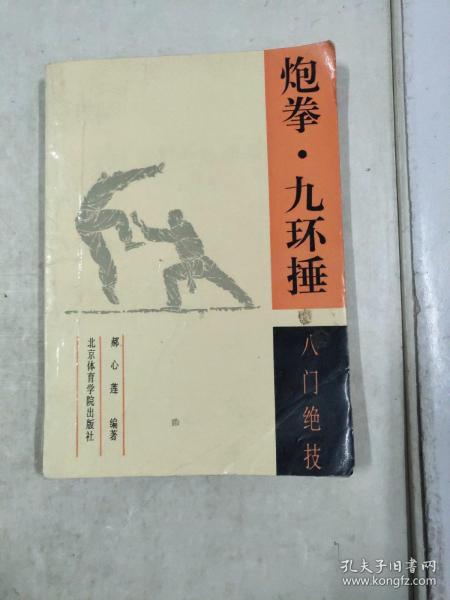 炮拳·九环捶
八门绝技
郝心莲 编著
北京体育学院出版社
孔夫子旧书网
www.kongfz.com